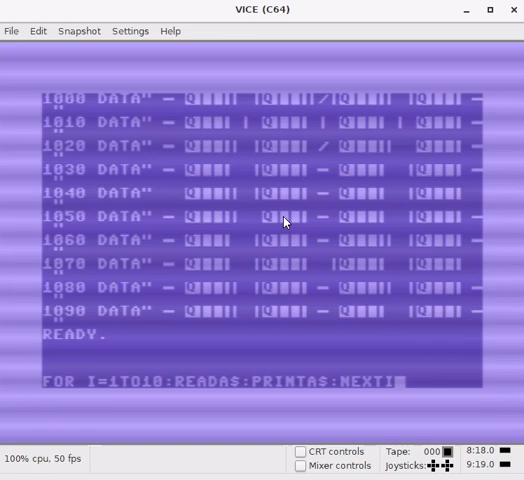 VICE (C64)
File Edit Snapshot Settings Help
1000 DATA" – Q | |Q |/|Q | |Q –
"
1010 DATA" – Q | | Q | | Q | | Q –
"
1020 DATA" – Q | |Q | / Q | Q –
"
1030 DATA" – Q |Q | – Q |Q –
1040 DATA" – Q |Q | – Q |Q –
1050 DATA" – Q | Q | – Q | |Q –
"
1060 DATA" – Q | |Q | – Q | |Q –
"
1070 DATA" – Q |Q | |Q |Q –
"
1080 DATA" – Q | |Q | – Q | |Q –
"
1090 DATA" – Q | |Q | – Q | |Q –
"
READY.
FOR I=1TO10:READA$:PRINTA$:NEXTI
100% cpu, 50 fps
CRT controls
Mixer controls
Tape: 000
Joysticks:
8:18.0
9:19.0